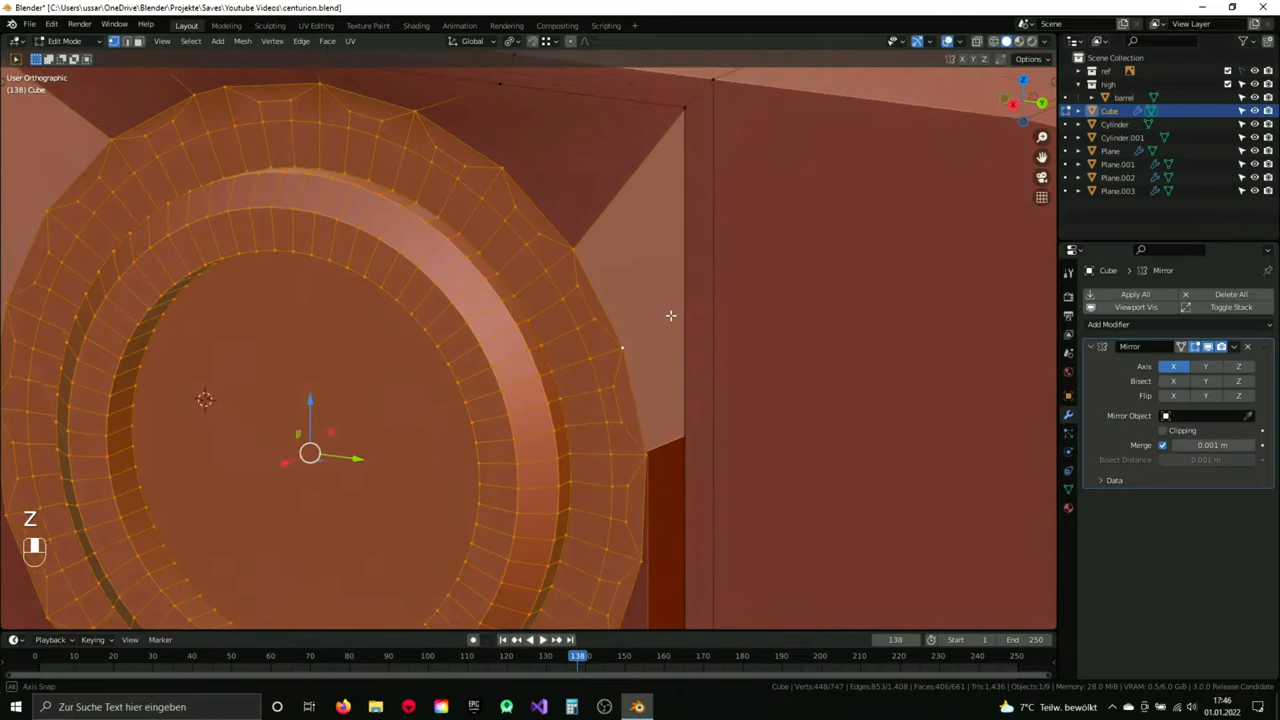 Blender* [C:\Users\ussar\OneDrive\Blender\Projekte\Saves\Youtube Videos\centurion.blend]
File Edit Render Window Help Layout Modeling Sculpting UV Editing Texture Paint Shading Animation Rendering Compositing Scripting Scene View Layer
Edit Mode View Select Add Mesh Vertex Edge Face UV Global
X Y Z Options
User Orthographic
(138) Cube
Scene Collection
ref
high
barrel
Cube
Cylinder
Cylinder.001
Plane
Plane.001
Plane.002
Plane.003
Z Y X
Cube Mirror
Apply All Delete All
Viewport Vis Toggle Stack
Add Modifier
Mirror
Axis X Y Z
Bisect X Y Z
Flip X Y Z
Mirror Object
Clipping
Merge 0.001 m
Bisect Distance 0.001 m
Data
Z
Playback Keying View Marker 138 Start 1 End 250
0 10 20 30 40 50 60 70 80 90 100 110 120 130 138 150 160 170 180 190 200 210 220 230 240 250
Axis Snap Cube | Verts:448/747 | Edges:853/1,408 | Faces:406/661 | Tris:1,436 | Objects:1/9 | Memory: 28.0 MiB | VRAM: 0.5/6.0 GiB | 3.0.0 Release Candidate
Zur Suche Text hier eingeben 7°C Teilw. bewölkt 17:46
01.01.2022